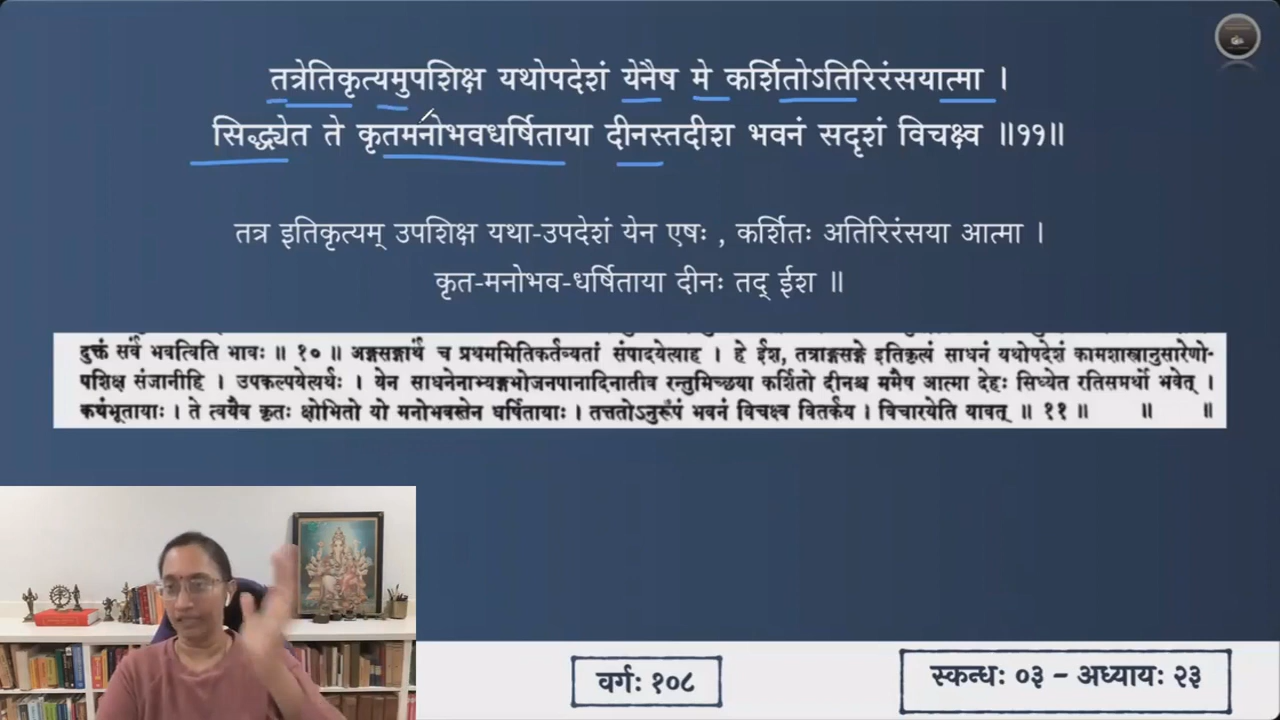 तत्रेतिकृत्यमुपशिक्ष यथोपदेशं येनैष मे कर्शितोऽतिरिरंसयात्मा ।
सिद्ध्येत ते कृतमनोभवधर्षिताया दीनस्तदीश भवनं सदृशं विचक्ष्व ॥११॥
तत्र इतिकृत्यम् उपशिक्ष यथा-उपदेशं येन एषः , कर्शितः अतिरिरंसया आत्मा ।
कृत-मनोभव-धर्षिताया दीनः तद् ईश ॥
दुक्तं सर्वं भवत्विति भावः ॥ १० ॥ अङ्गसङ्गार्थं च प्रथममितिकर्तव्यतां संपादयेत्याह । हे ईश, तत्राङ्गसङ्गे इतिकृत्यं साधनं यथोपदेशं कामशास्त्रानुसारेणो-
पशिक्ष संजानीहि । उपकल्पयेत्यर्थः । येन साधनेनाभ्यङ्गभोजनपानादिनातीव रन्तुमिच्छया कर्शितो दीनश्च ममैष आत्मा देहः सिध्येत रतिसमर्थो भवेत् ।
कथंभूतायाः । ते त्वयैव कृतः क्षोभितो यो मनोभवस्तेन धर्षितायाः । तत्ततोऽनुरूपं भवनं विचक्ष्व वितर्कय । विचारयेति यावत् ॥ ११ ॥ ॥ ॥
वर्गः १०८
स्कन्धः ०३ – अध्यायः २३